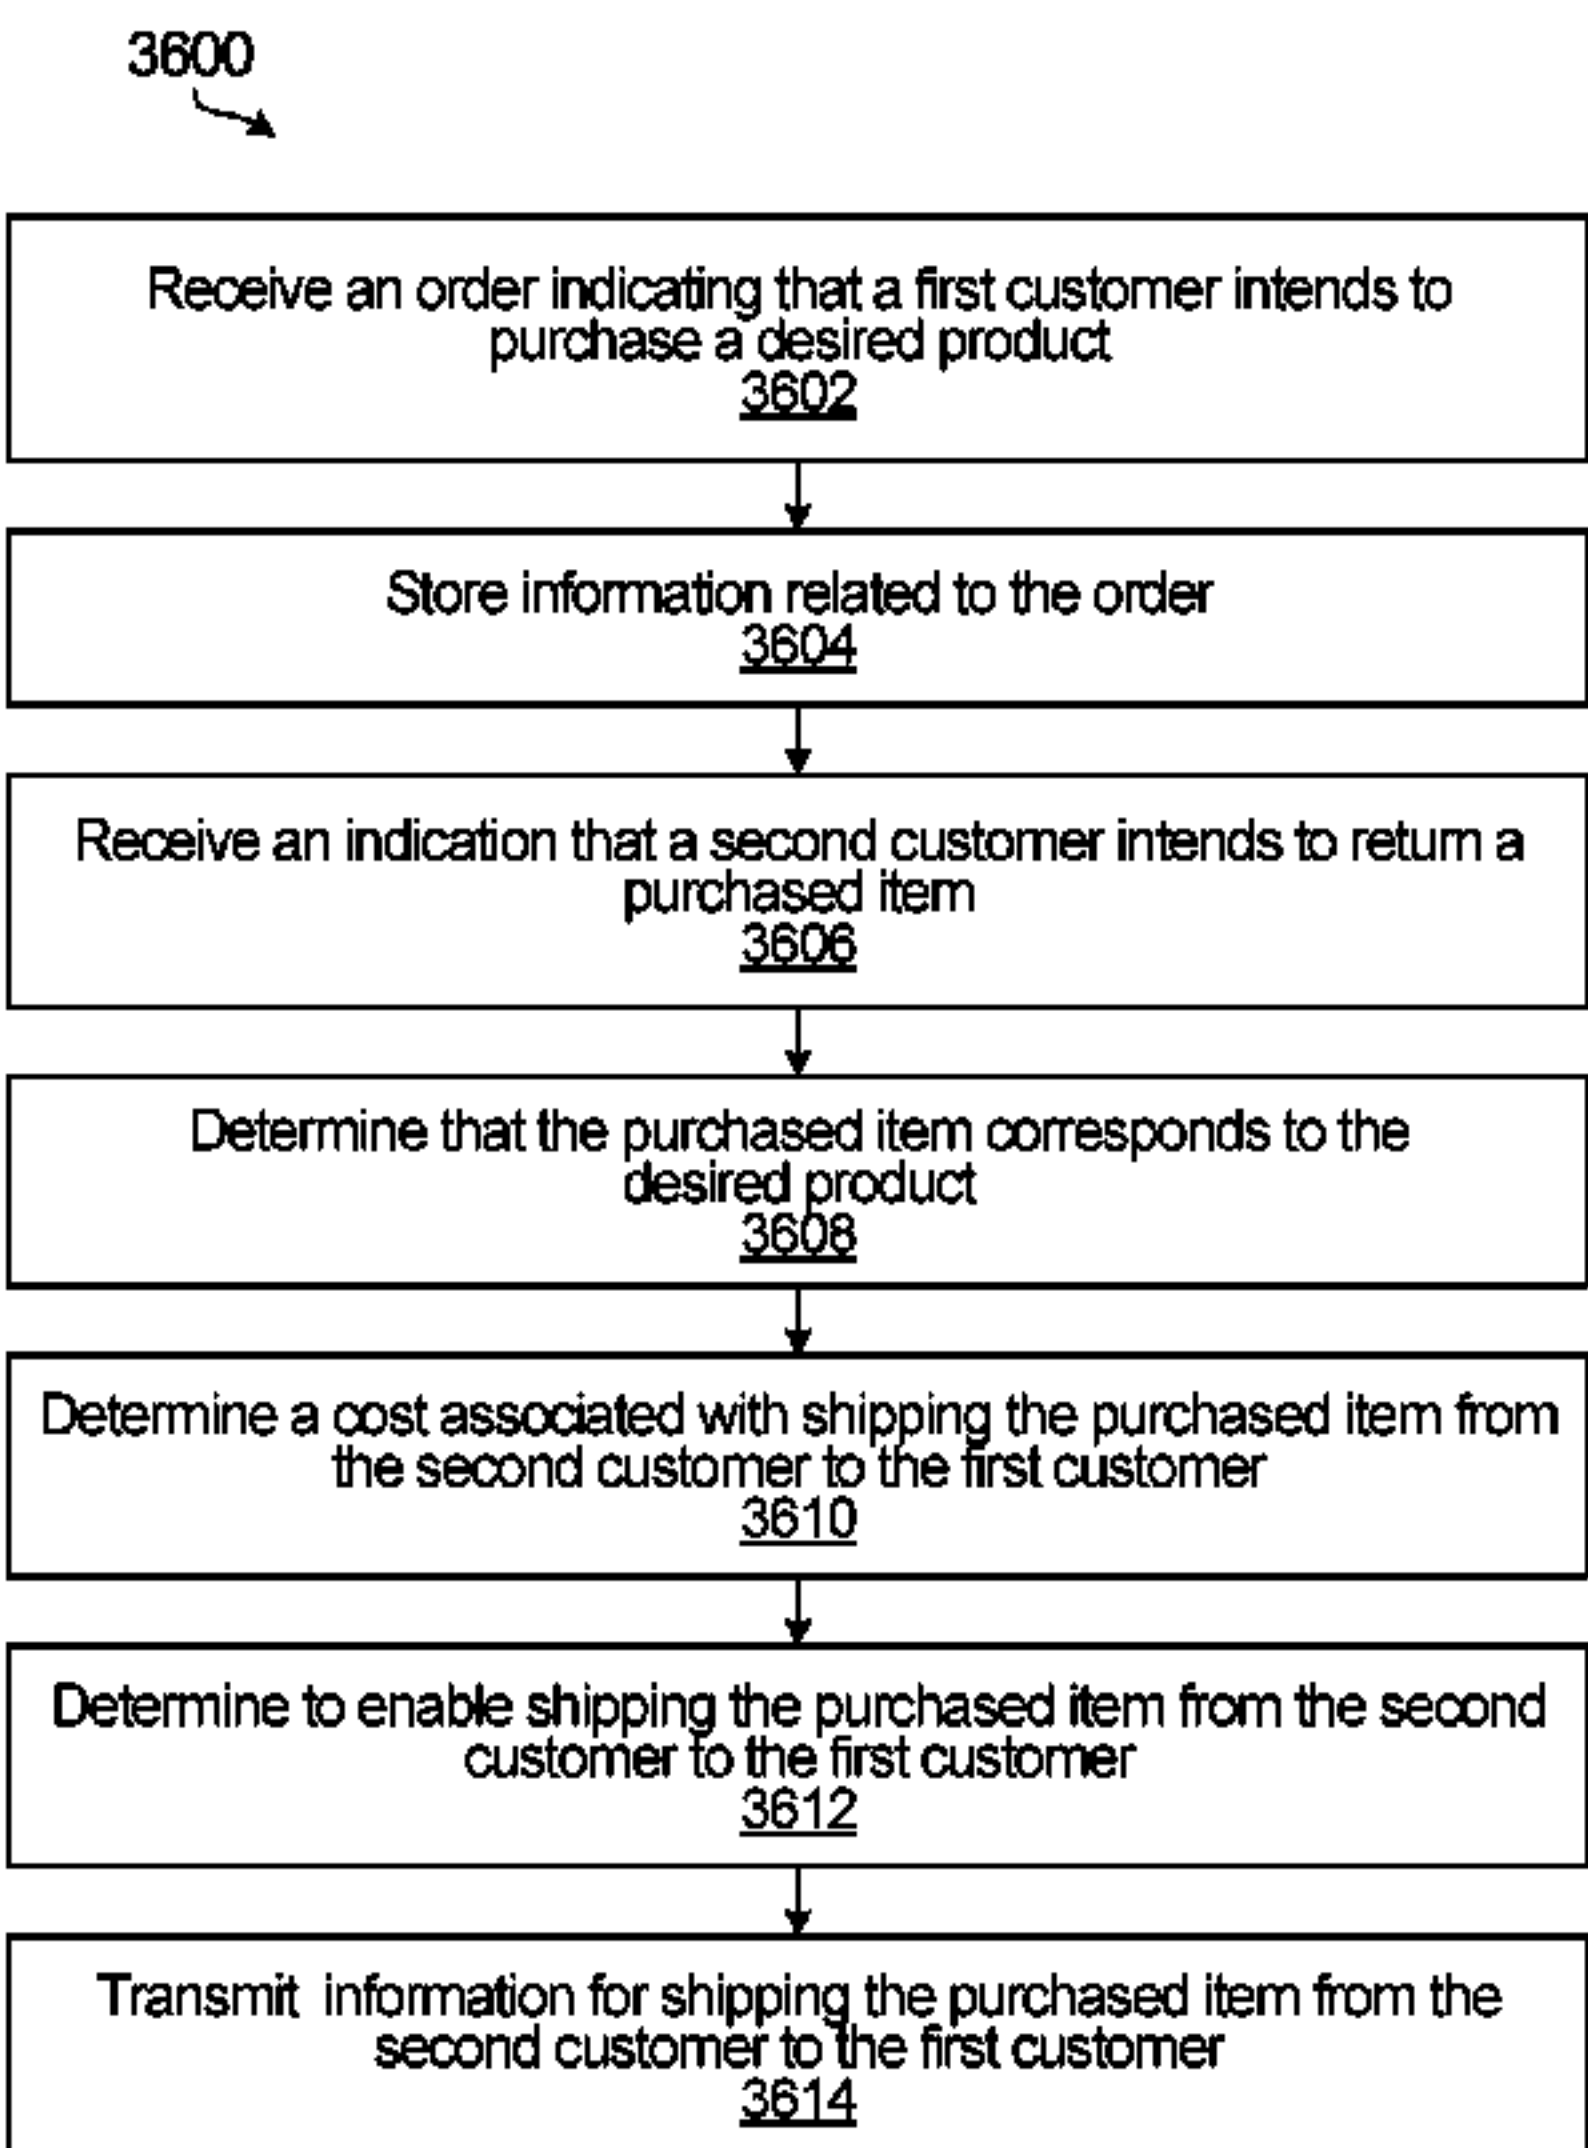 3600
Receive an order indicating that a first customer intends to
purchase a desired product
3602
Store information related to the order
3604
Receive an indication that a second customer intends to return a
purchased item
3606
Determine that the purchased item corresponds to the
desired product
3608
Determine a cost associated with shipping the purchased item from
the second customer to the first customer
3610
Determine to enable shipping the purchased item from the second
customer to the first customer
3612
Transmit information for shipping the purchased item from the
second customer to the first customer
3614